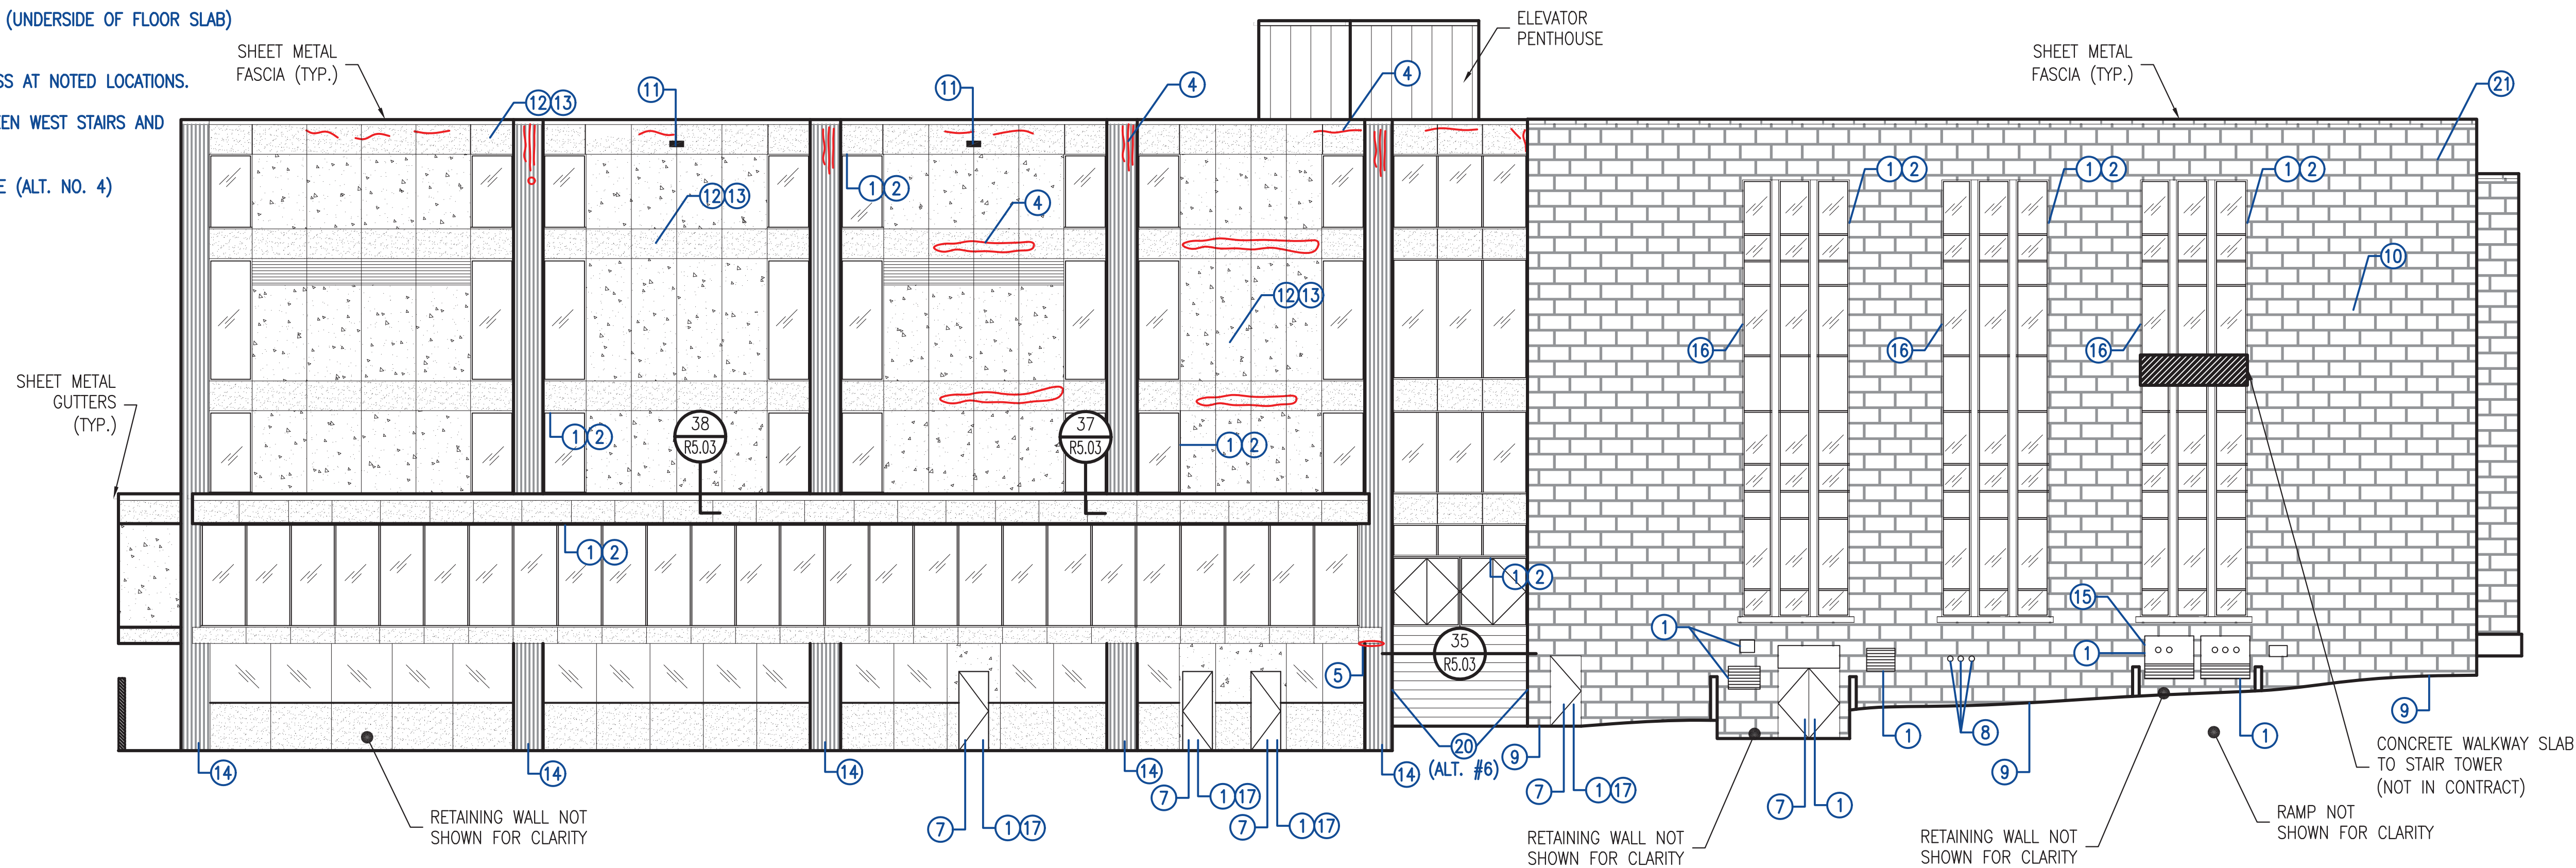 (UNDERSIDE OF FLOOR SLAB)
SS AT NOTED LOCATIONS.
EEN WEST STAIRS AND
E (ALT. NO. 4)
SHEET METAL
FASCIA (TYP.)
ELEVATOR
PENTHOUSE
SHEET METAL
FASCIA (TYP.)
21
12 13
11
11
4
4
1 2
12 13
4
1 2
1 2
1 2
10
12 13
16
16
16
SHEET METAL
GUTTERS
(TYP.)
38
R5.03
37
R5.03
1 2
1 2
1 2
1 2
15
1
1
35
R5.03
5
14
14
14
14
14
20
(ALT. #6)
9
1
8
9
1
9
7
1 17
7
1 17
7
1 17
7
1 17
7
1
CONCRETE WALKWAY SLAB
TO STAIR TOWER
(NOT IN CONTRACT)
RETAINING WALL NOT
SHOWN FOR CLARITY
RETAINING WALL NOT
SHOWN FOR CLARITY
RETAINING WALL NOT
SHOWN FOR CLARITY
RAMP NOT
SHOWN FOR CLARITY